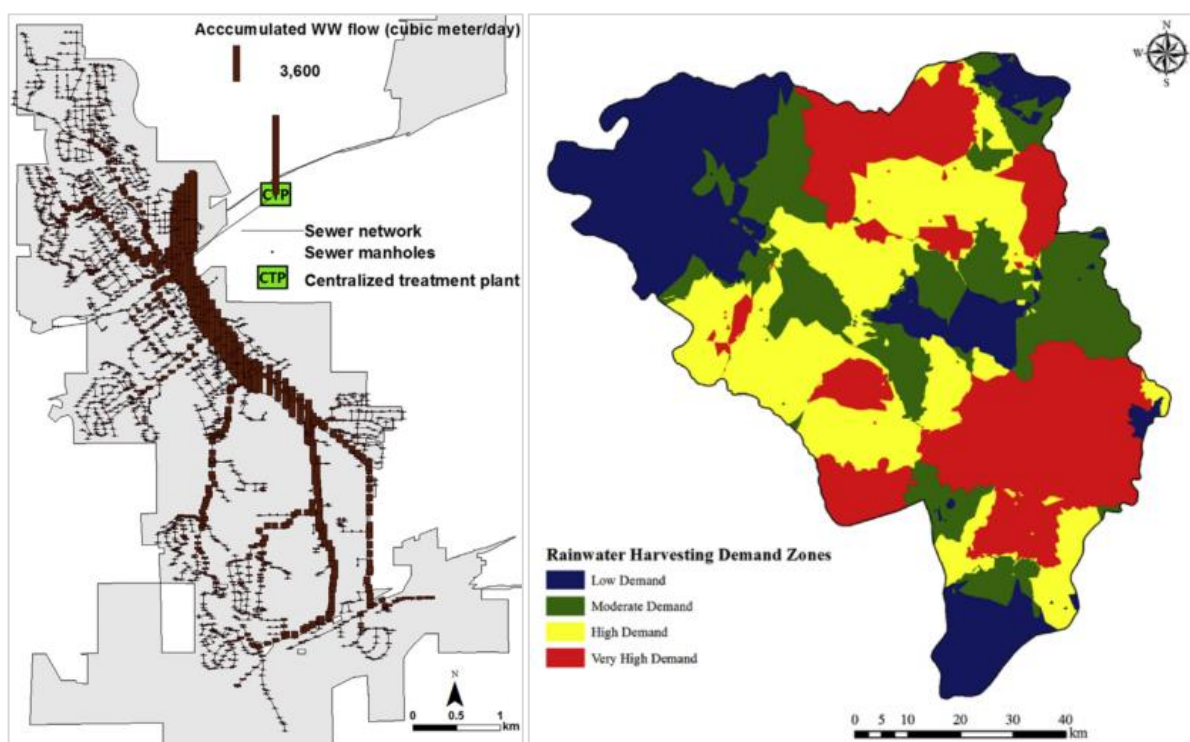 Acccumulated WW flow (cubic meter/day)
3,600
CTP
Sewer network
Sewer manholes
CTP
Centralized treatment plant
N
0 0.5 1
km
N
W E
S
Rainwater Harvesting Demand Zones
Low Demand
Moderate Demand
High Demand
Very High Demand
0 5 10 20 30 40
km